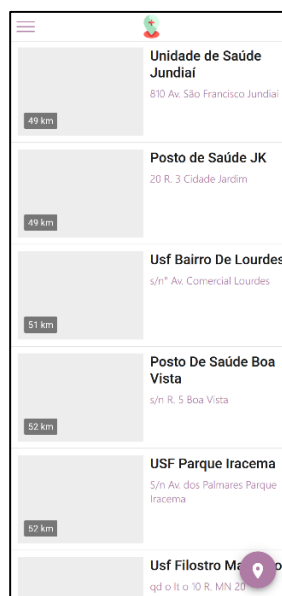 Unidade de Saúde
Jundiaí
810 Av. São Francisco Jundiaí
49 km
Posto de Saúde JK
20 R. 3 Cidade Jardim
49 km
Usf Bairro De Lourdes
s/n° Av. Comercial Lourdes
51 km
Posto De Saúde Boa
Vista
s/n R. 5 Boa Vista
52 km
USF Parque Iracema
S/n Av. dos Palmares Parque
Iracema
52 km
Usf Filostro
qd o lt o 10 R. MN 20